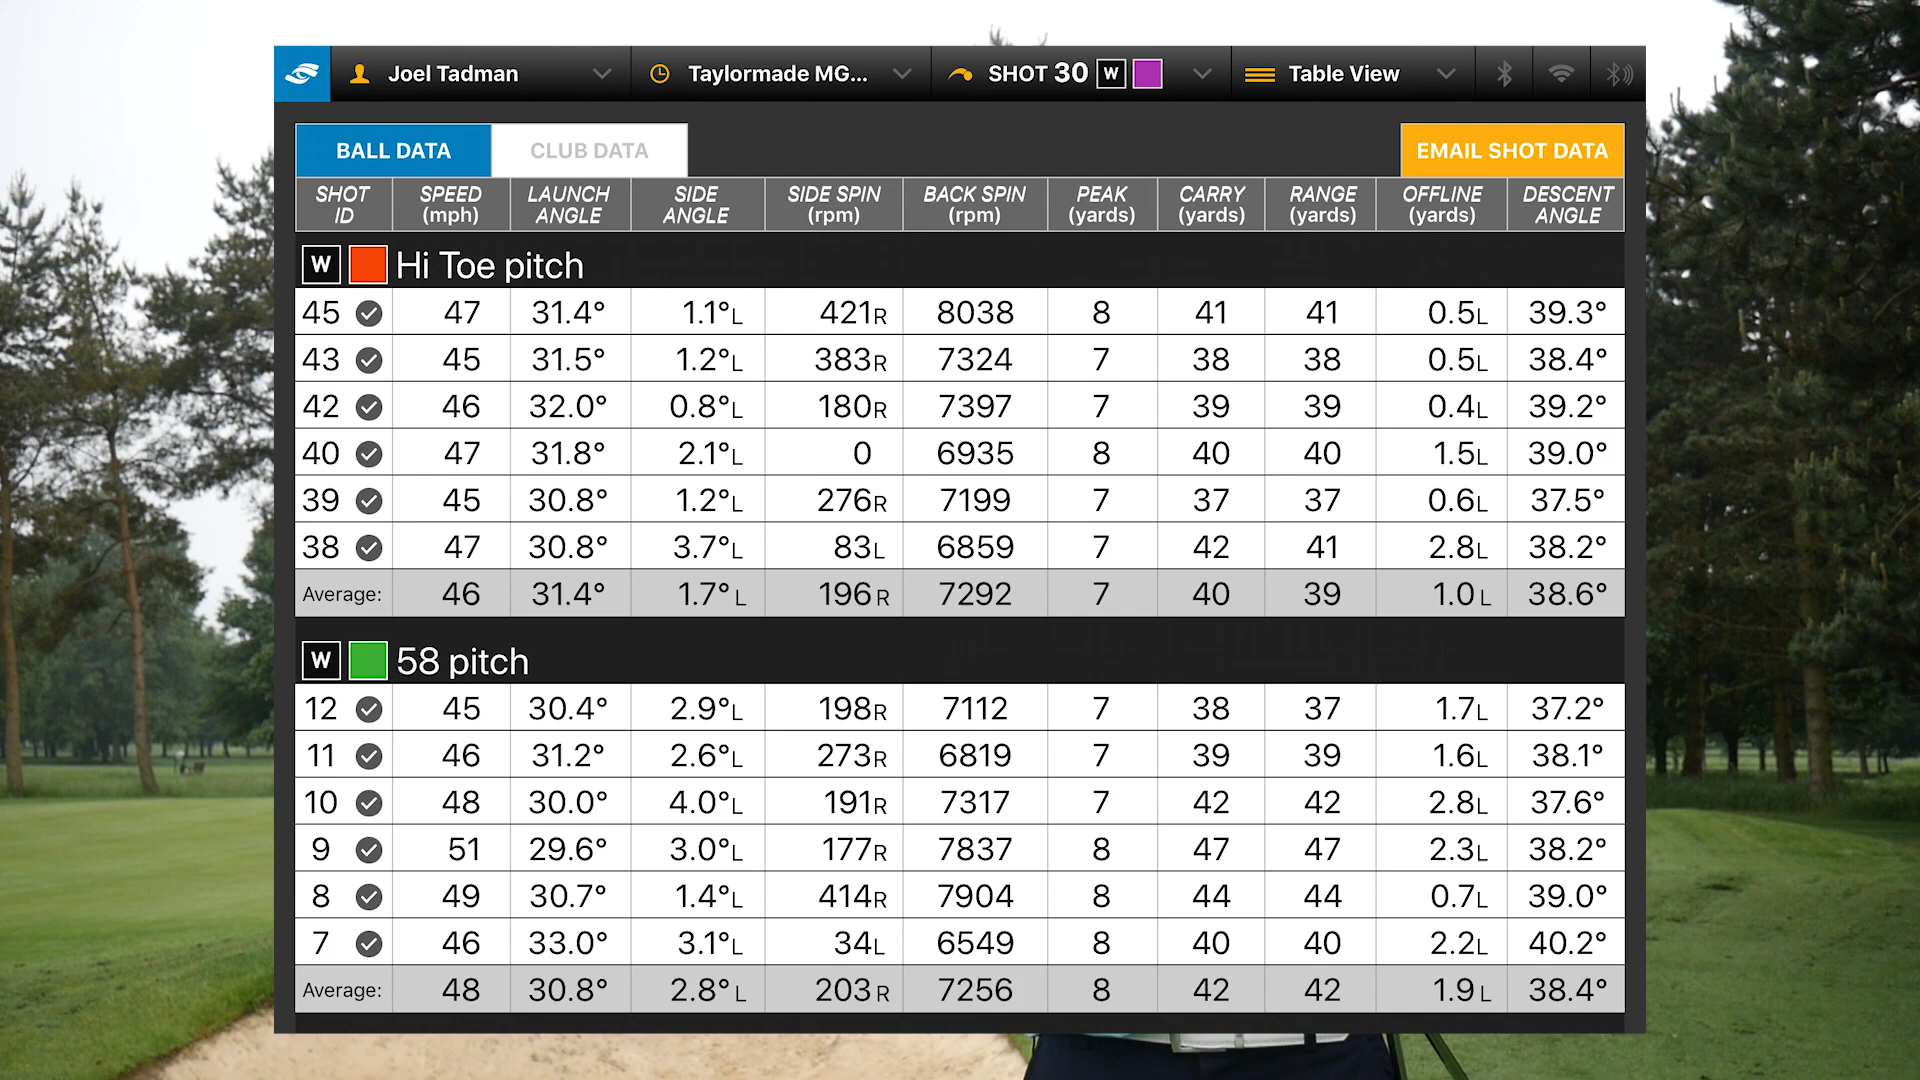 Joel Tadman Taylormade MG... SHOT 30 W Table View
BALL DATA CLUB DATA EMAIL SHOT DATA
SHOT ID SPEED (mph) LAUNCH ANGLE SIDE ANGLE SIDE SPIN (rpm) BACK SPIN (rpm) PEAK (yards) CARRY (yards) RANGE (yards) OFFLINE (yards) DESCENT ANGLE
W Hi Toe pitch
45 47 31.4° 1.1°L 421R 8038 8 41 41 0.5L 39.3°
43 45 31.5° 1.2°L 383R 7324 7 38 38 0.5L 38.4°
42 46 32.0° 0.8°L 180R 7397 7 39 39 0.4L 39.2°
40 47 31.8° 2.1°L 0 6935 8 40 40 1.5L 39.0°
39 45 30.8° 1.2°L 276R 7199 7 37 37 0.6L 37.5°
38 47 30.8° 3.7°L 83L 6859 7 42 41 2.8L 38.2°
Average: 46 31.4° 1.7°L 196R 7292 7 40 39 1.0L 38.6°
W 58 pitch
12 45 30.4° 2.9°L 198R 7112 7 38 37 1.7L 37.2°
11 46 31.2° 2.6°L 273R 6819 7 39 39 1.6L 38.1°
10 48 30.0° 4.0°L 191R 7317 7 42 42 2.8L 37.6°
9 51 29.6° 3.0°L 177R 7837 8 47 47 2.3L 38.2°
8 49 30.7° 1.4°L 414R 7904 8 44 44 0.7L 39.0°
7 46 33.0° 3.1°L 34L 6549 8 40 40 2.2L 40.2°
Average: 48 30.8° 2.8°L 203R 7256 8 42 42 1.9L 38.4°